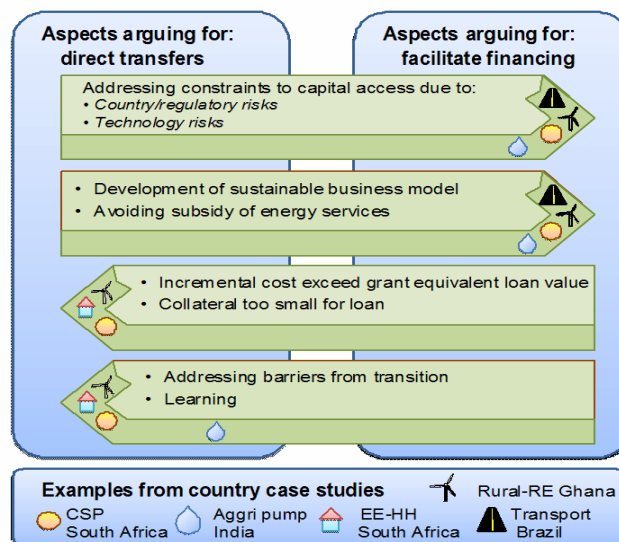 Aspects arguing for:
direct transfers
Aspects arguing for:
facilitate financing
Addressing constraints to capital access due to:
• Country/regulatory risks
• Technology risks
• Development of sustainable business model
• Avoiding subsidy of energy services
• Incremental cost exceed grant equivalent loan value
• Collateral too small for loan
• Addressing barriers from transition
• Learning
Examples from country case studies
Rural-RE Ghana
CSP
South Africa
Aggri pump
India
EE-HH
South Africa
Transport
Brazil